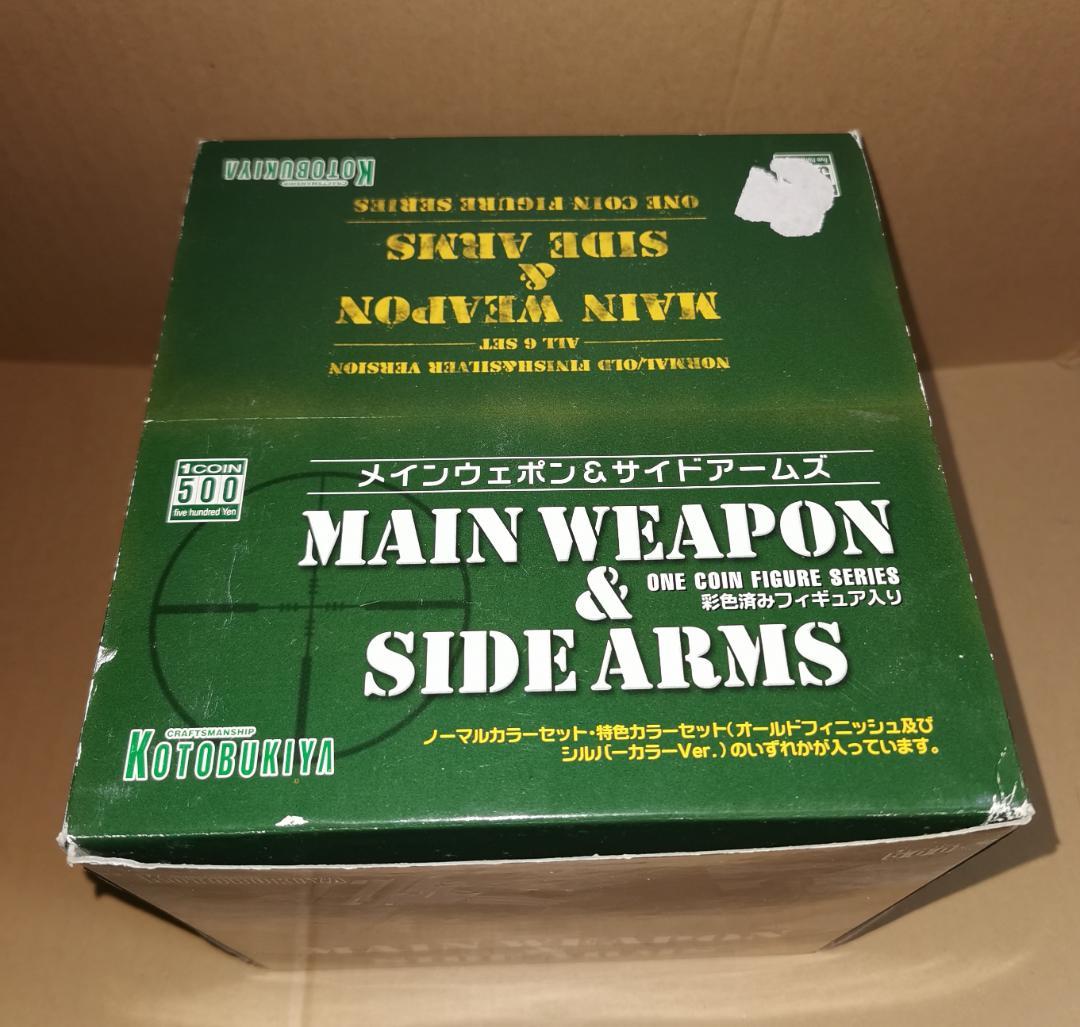 CRAFTSMANSHIP
KOTOBUKIYA
five hundred Yen
ONE COIN FIGURE SERIES
SIDE ARMS
&
MAIN WEAPON
ALL 6 SET
NORMAL/OLD FINISH&SILVER VERSION
メインウェポン&サイドアームズ
1COIN
500
five hundred Yen
MAIN WEAPON
&
ONE COIN FIGURE SERIES
彩色済みフィギュア入り
SIDE ARMS
CRAFTSMANSHIP
KOTOBUKIYA
ノーマルカラーセット・特色カラーセット(オールドフィニッシュ及び
シルバーカラーVer.)のいずれかが入っています。
MAIN WEAPON